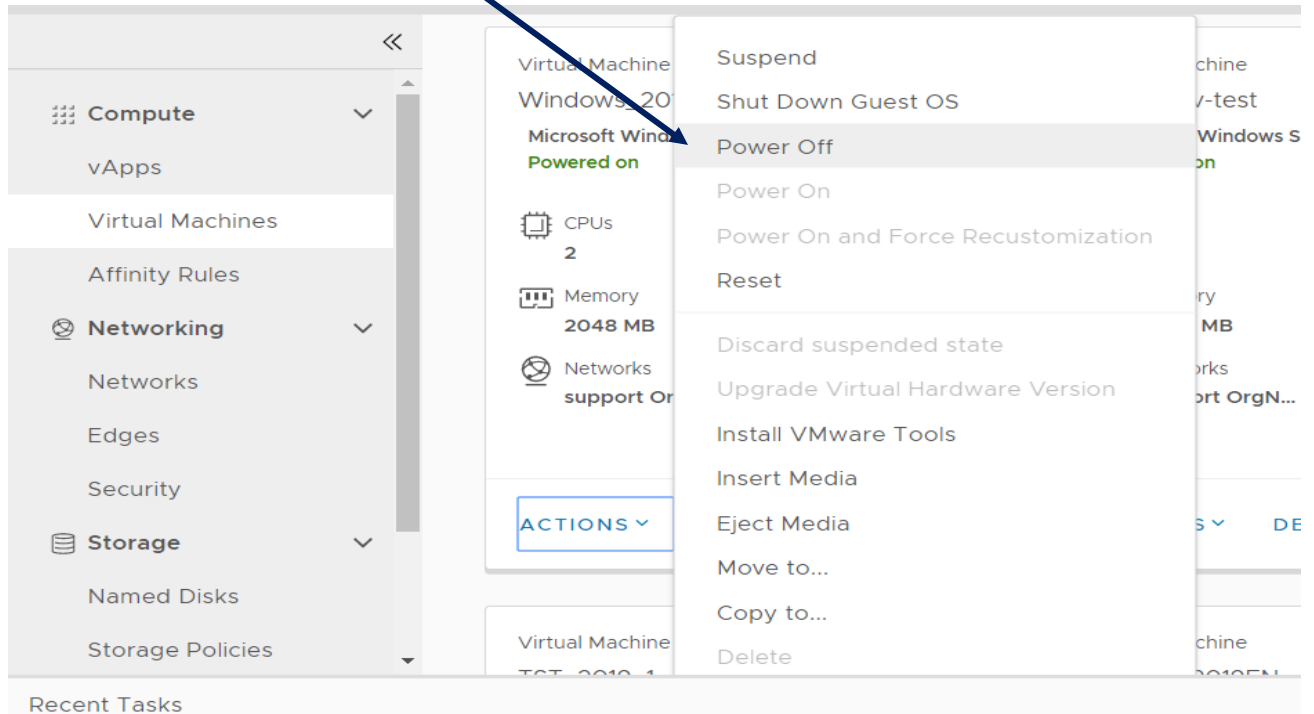 Compute
vApps
Virtual Machines
Affinity Rules
Networking
Networks
Edges
Security
Storage
Named Disks
Storage Policies
Recent Tasks
Virtual Machine
Windows_201
Microsoft Wind
Powered on
CPUs
2
Memory
2048 MB
Networks
support Or
ACTIONS
Virtual Machine
Suspend
Shut Down Guest OS
Power Off
Power On
Power On and Force Recustomization
Reset
Discard suspended state
Upgrade Virtual Hardware Version
Install VMware Tools
Insert Media
Eject Media
Move to...
Copy to...
Delete
chine
-test
Windows S
on
ry
MB
orks
ort OrgN...
S DE
chine